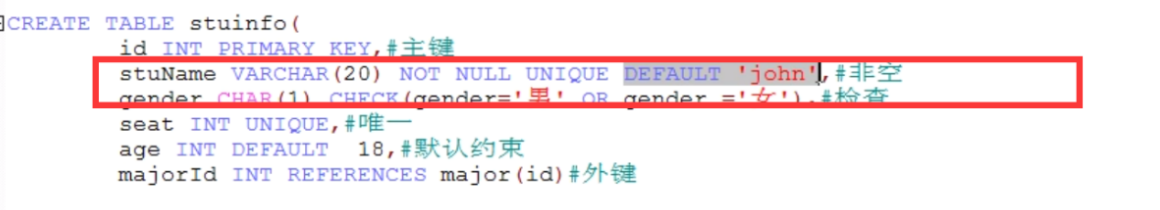 CREATE TABLE stuinfo(
id INT PRIMARY KEY,#主键
stuName VARCHAR(20) NOT NULL UNIQUE DEFAULT 'john',#非空
gender CHAR(1) CHECK(gender='男' OR gender ='女'),#检查
seat INT UNIQUE,#唯一
age INT DEFAULT  18,#默认约束
majorId INT REFERENCES major(id)#外键